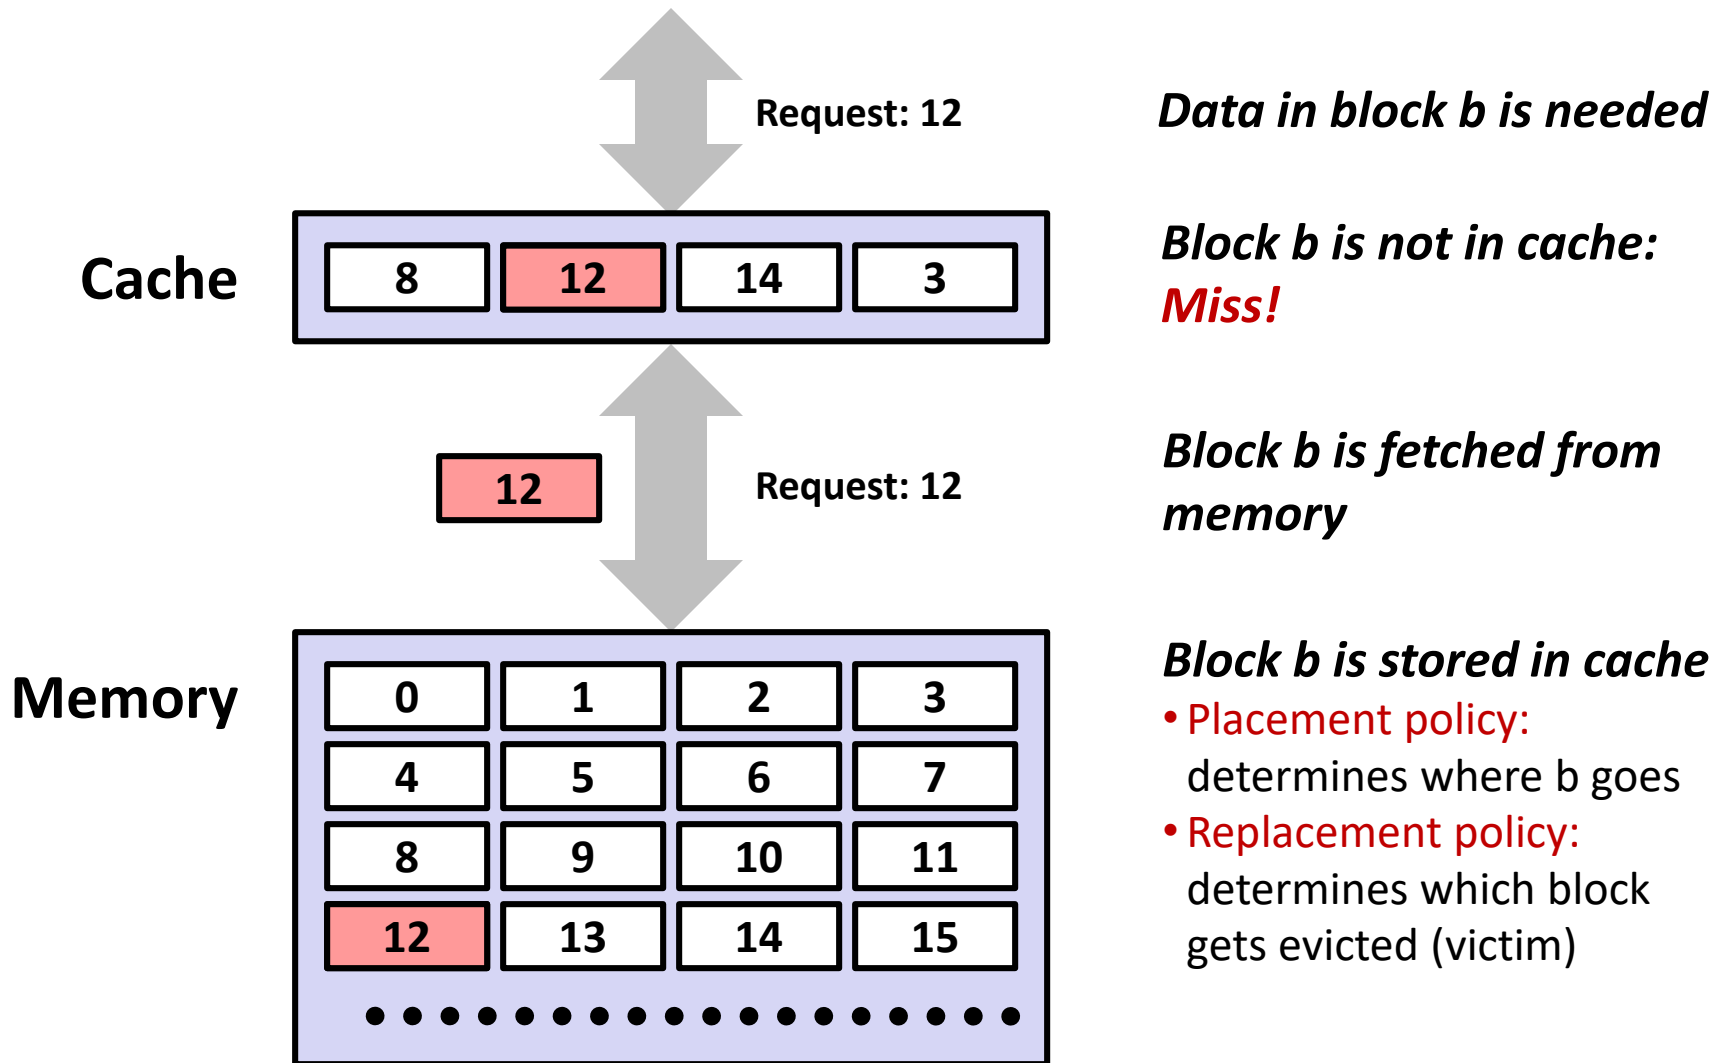 Request: 12
Data in block b is needed
Cache
8 12 14 3
Block b is not in cache:
Miss!
12
Request: 12
Block b is fetched from
memory
Memory
0 1 2 3
4 5 6 7
8 9 10 11
12 13 14 15
Block b is stored in cache
• Placement policy:
determines where b goes
• Replacement policy:
determines which block
gets evicted (victim)